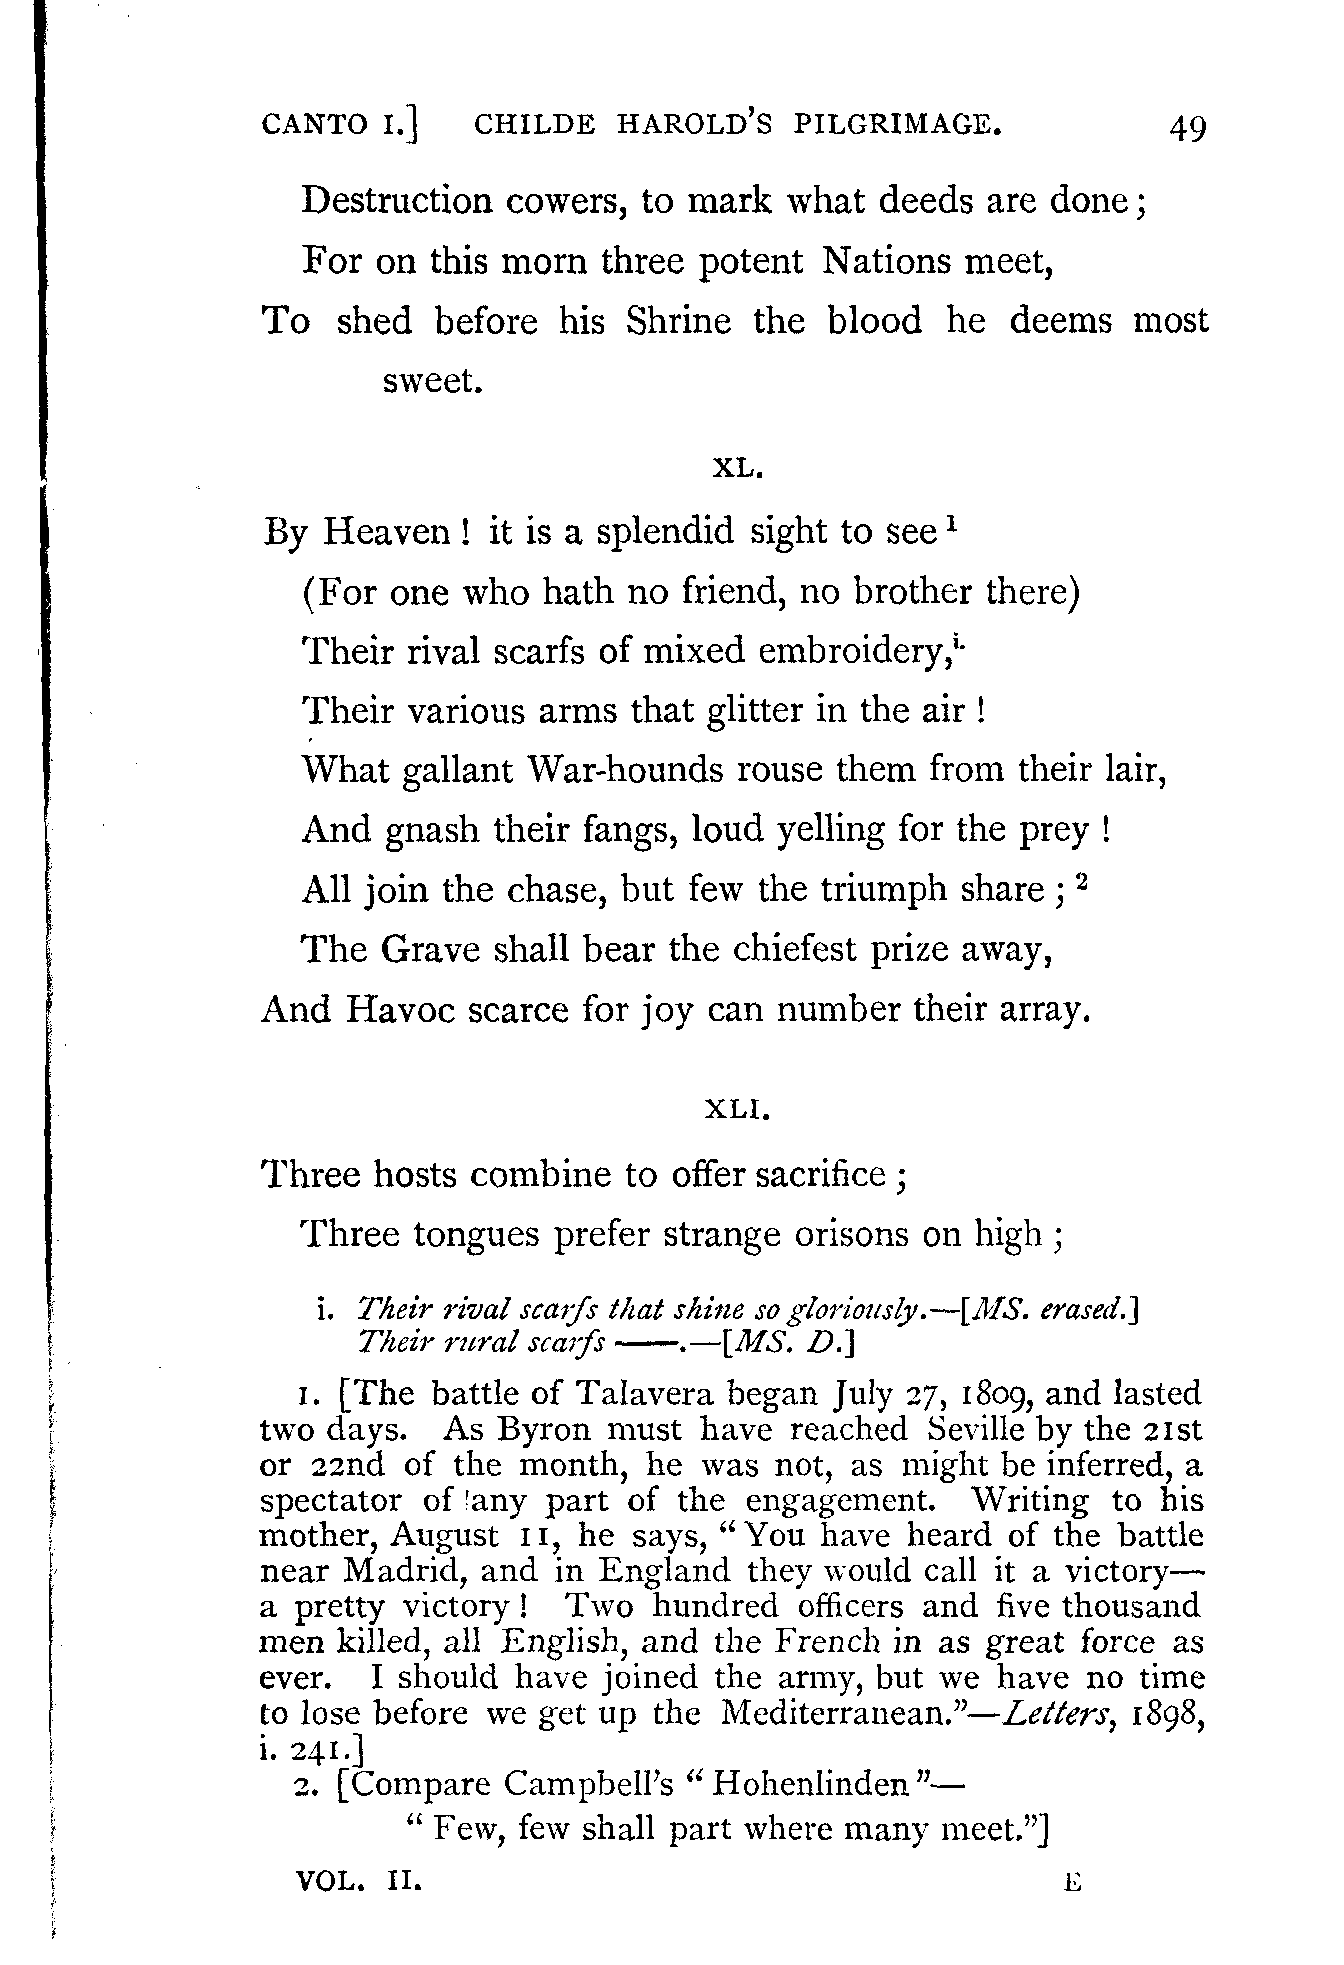 CANTO I.] CHILDE HAROLD'S PILGRIMAGE. 49
Destruction cowers, to mark what deeds are done;
For on this morn three potent Nations meet,
To shed before his Shrine the blood he deems most
sweet.
XL.
By Heaven! it is a splendid sight to see ¹
(For one who hath no friend, no brother there)
Their rival scarfs of mixed embroidery,ⁱ·
Their various arms that glitter in the air!
What gallant War-hounds rouse them from their lair,
And gnash their fangs, loud yelling for the prey!
All join the chase, but few the triumph share; ²
The Grave shall bear the chiefest prize away,
And Havoc scarce for joy can number their array.
XLI.
Three hosts combine to offer sacrifice;
Three tongues prefer strange orisons on high;
i. Their rival scarfs that shine so gloriously.—[MS. erased.]
Their rural scarfs ——.—[MS. D.]
1. [The battle of Talavera began July 27, 1809, and lasted
two days. As Byron must have reached Seville by the 21st
or 22nd of the month, he was not, as might be inferred, a
spectator of any part of the engagement. Writing to his
mother, August 11, he says, "You have heard of the battle
near Madrid, and in England they would call it a victory—
a pretty victory! Two hundred officers and five thousand
men killed, all English, and the French in as great force as
ever. I should have joined the army, but we have no time
to lose before we get up the Mediterranean."—Letters, 1898,
i. 241.]
2. [Compare Campbell's "Hohenlinden"—
"Few, few shall part where many meet."]
VOL. II. E